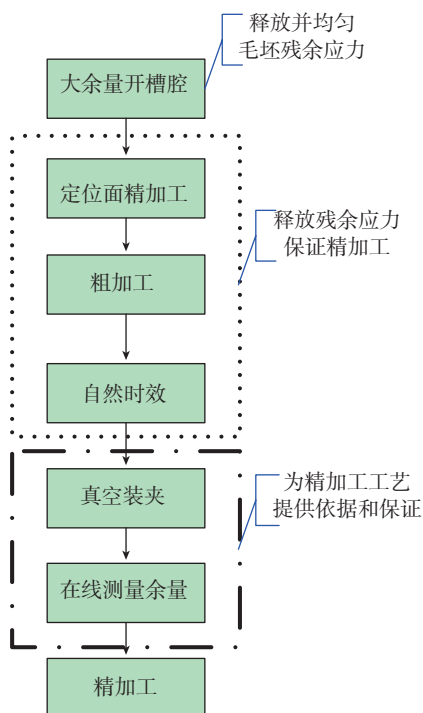 释放并均匀
毛坯残余应力
大余量开槽腔
定位面精加工
释放残余应力
保证精加工
粗加工
自然时效
真空装夹
为精加工工艺
提供依据和保证
在线测量余量
精加工